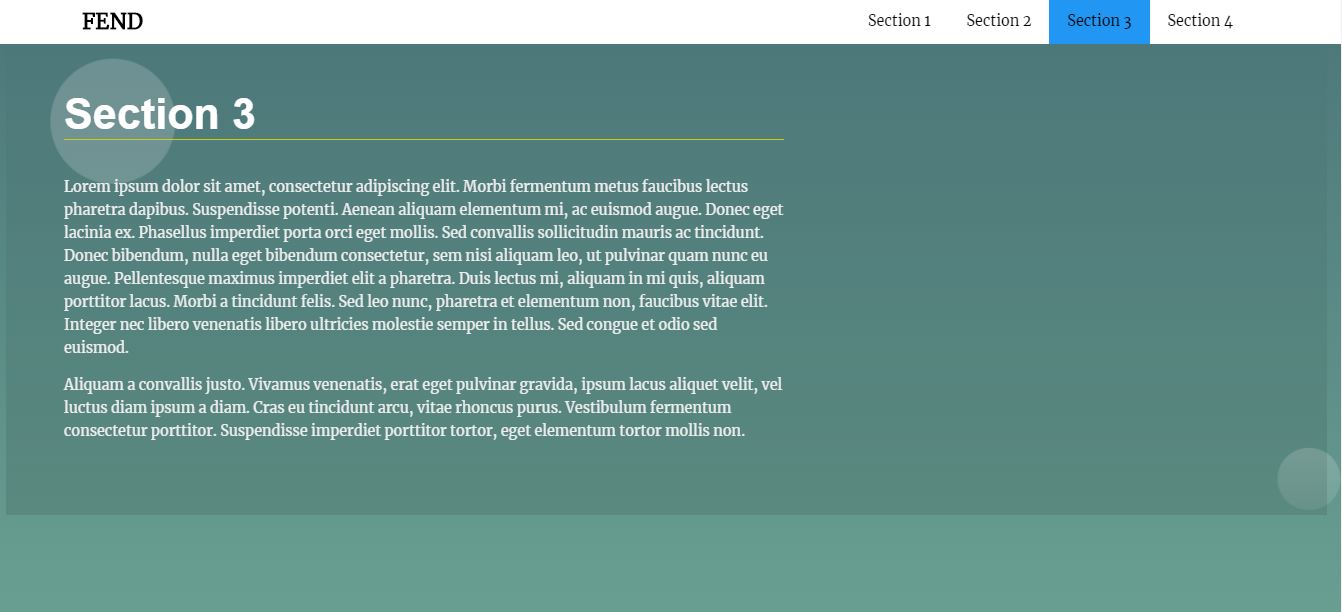 FEND
Section 1 Section 2 Section 3 Section 4
Section 3
Lorem ipsum dolor sit amet, consectetur adipiscing elit. Morbi fermentum metus faucibus lectus
pharetra dapibus. Suspendisse potenti. Aenean aliquam elementum mi, ac euismod augue. Donec eget
lacinia ex. Phasellus imperdiet porta orci eget mollis. Sed convallis sollicitudin mauris ac tincidunt.
Donec bibendum, nulla eget bibendum consectetur, sem nisi aliquam leo, ut pulvinar quam nunc eu
augue. Pellentesque maximus imperdiet elit a pharetra. Duis lectus mi, aliquam in mi quis, aliquam
porttitor lacus. Morbi a tincidunt felis. Sed leo nunc, pharetra et elementum non, faucibus vitae elit.
Integer nec libero venenatis libero ultricies molestie semper in tellus. Sed congue et odio sed
euismod.
Aliquam a convallis justo. Vivamus venenatis, erat eget pulvinar gravida, ipsum lacus aliquet velit, vel
luctus diam ipsum a diam. Cras eu tincidunt arcu, vitae rhoncus purus. Vestibulum fermentum
consectetur porttitor. Suspendisse imperdiet porttitor tortor, eget elementum tortor mollis non.